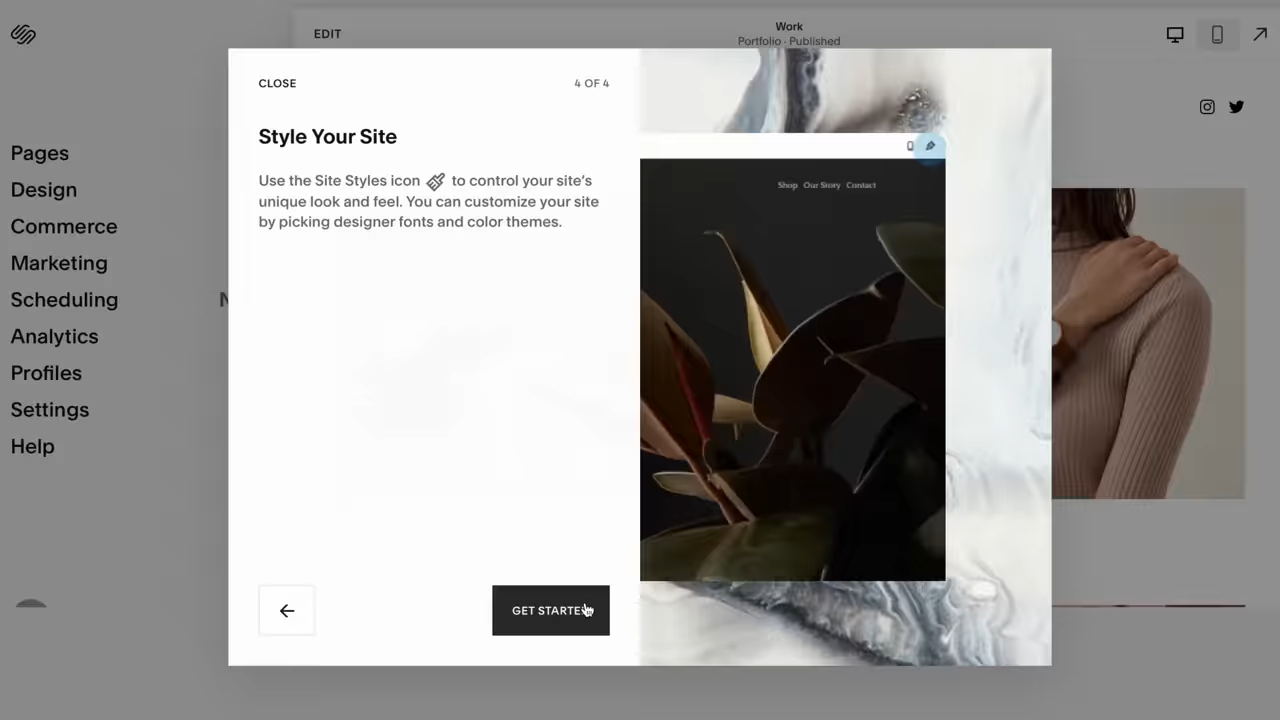 EDIT
Work
Portfolio · Published
CLOSE
4 OF 4
Style Your Site
Use the Site Styles icon to control your site's
unique look and feel. You can customize your site
by picking designer fonts and color themes.
Pages
Design
Commerce
Marketing
Scheduling
Analytics
Profiles
Settings
Help
N
Shop Our Story Contact
GET STARTED